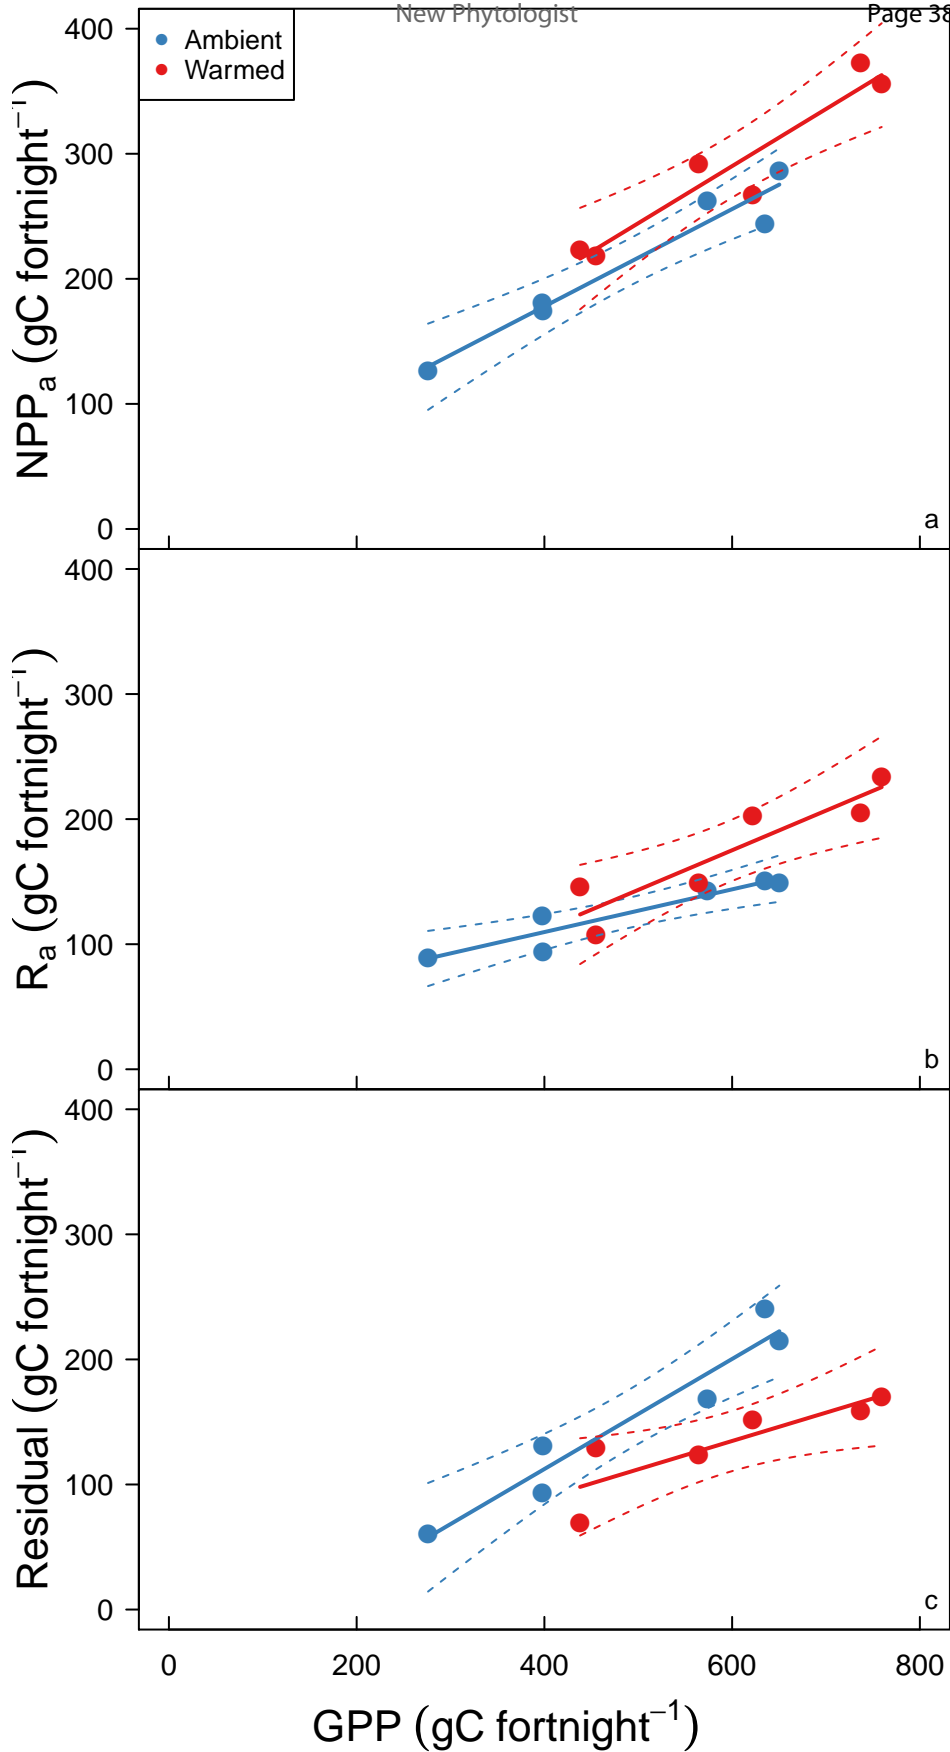 New Phytologist
Page 38
Ambient
Warmed
400
300
200
100
0
NPPa (gC fortnight⁻¹)
a
400
300
200
100
0
Ra (gC fortnight⁻¹)
b
400
300
200
100
0
Residual (gC fortnight⁻¹)
c
0 200 400 600 800
GPP (gC fortnight⁻¹)